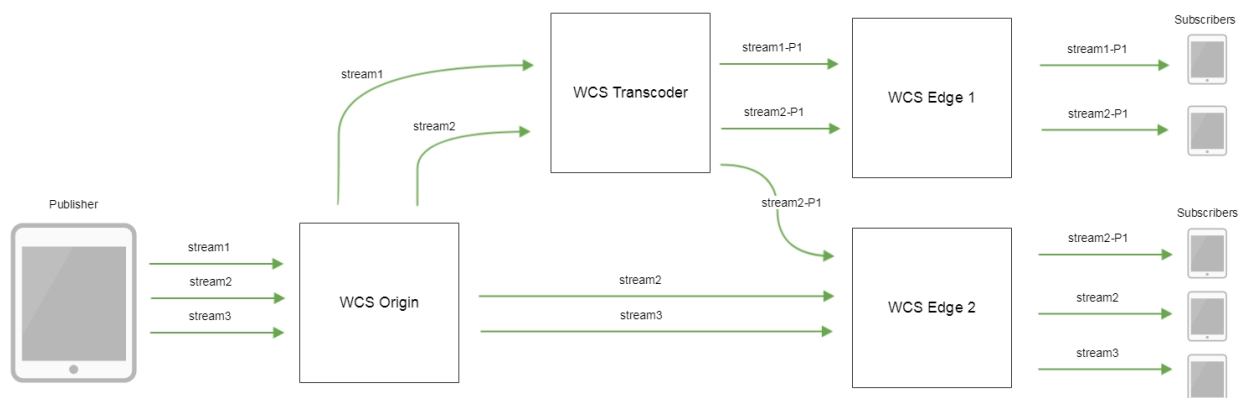 Subscribers
stream1-P1
stream1-P1
stream1
WCS Transcoder
WCS Edge 1
stream2-P1
stream2-P1
stream2
Publisher
stream2-P1
Subscribers
stream1
stream2-P1
stream2
stream2
WCS Origin
WCS Edge 2
stream2
stream3
stream3
stream3